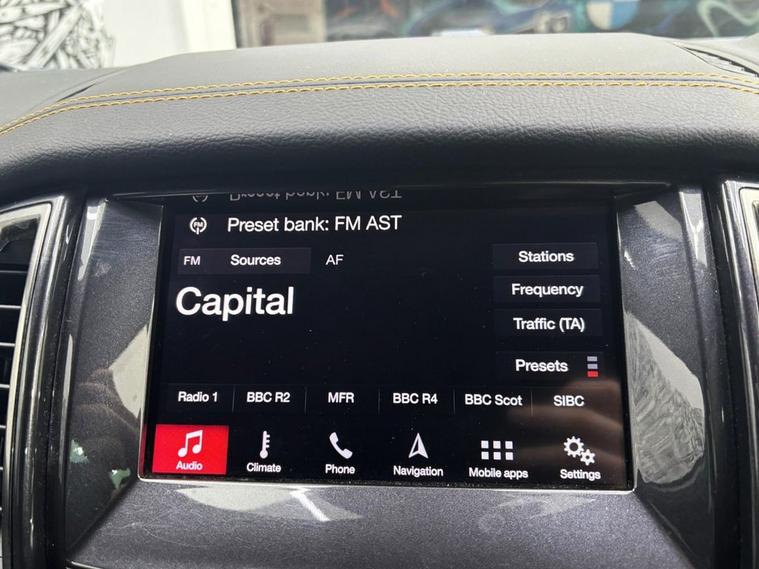 Preset bank: FM AST
FM Sources AF
Stations
Capital
Frequency
Traffic (TA)
Presets
Radio 1 BBC R2 MFR BBC R4 BBC Scot SIBC
Audio Climate Phone Navigation Mobile apps Settings